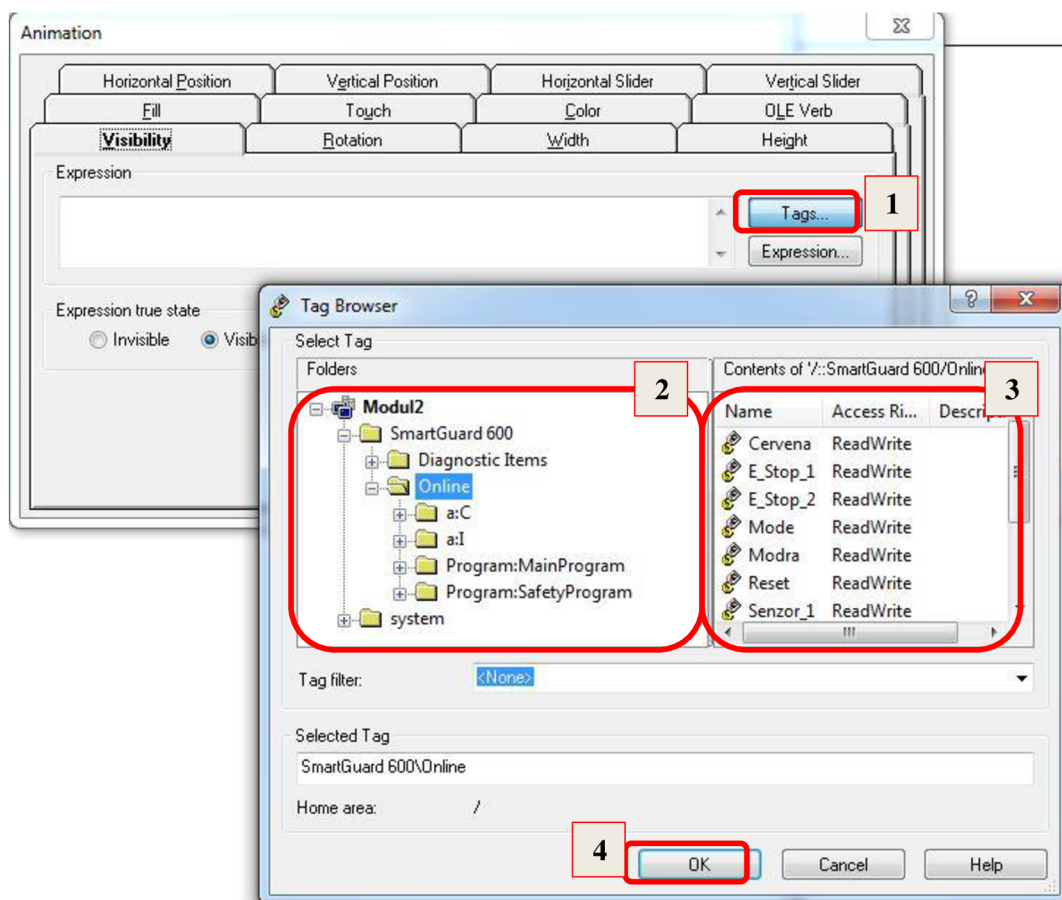 Animation
Horizontal Position Vertical Position Horizontal Slider Vertical Slider
Fill Touch Color OLE Verb
Visibility Rotation Width Height
Expression
Tags...
1
Expression...
Expression true state
Invisible Visib
Tag Browser
Select Tag
Folders
Contents of '/::SmartGuard 600/Online
2
3
Modul2
SmartGuard 600
Diagnostic Items
Online
a:C
a:I
Program:MainProgram
Program:SafetyProgram
system
Name Access Ri... Descript
Cervena ReadWrite
E_Stop_1 ReadWrite
E_Stop_2 ReadWrite
Mode ReadWrite
Modra ReadWrite
Reset ReadWrite
Senzor_1 ReadWrite
Tag filter: <None>
Selected Tag
SmartGuard 600\Online
Home area: /
4
OK Cancel Help